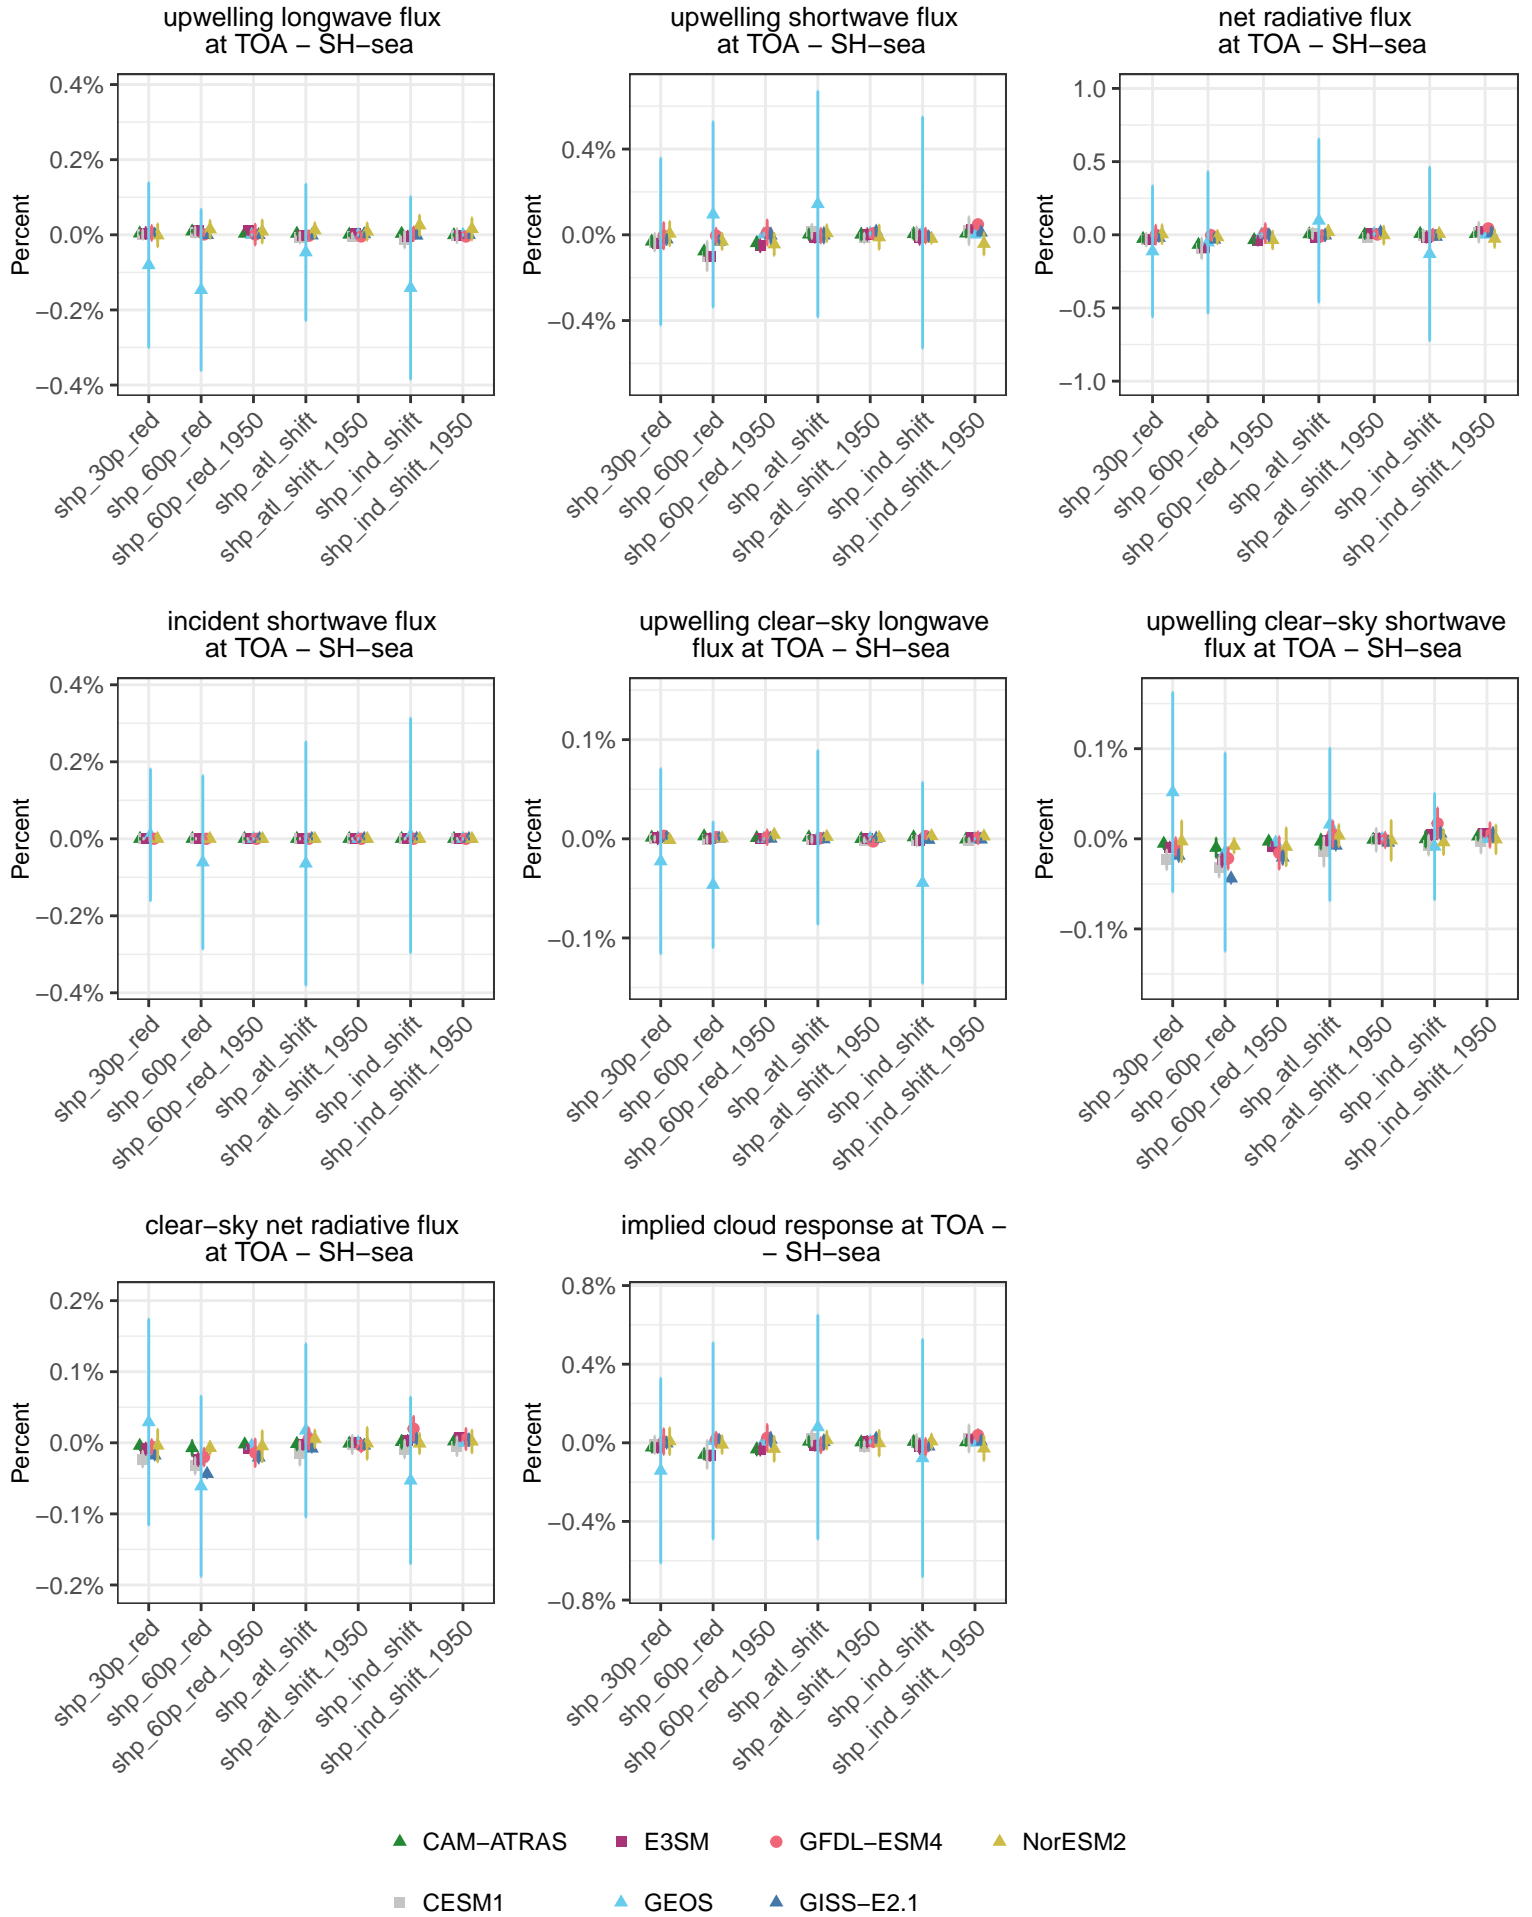 upwelling longwave flux
at TOA − SH−sea
Percent
0.4%
0.2%
0.0%
−0.2%
−0.4%
shp_30p_red
shp_60p_red
shp_60p_red_1950
shp_atl_shift
shp_atl_shift_1950
shp_ind_shift
shp_ind_shift_1950
upwelling shortwave flux
at TOA − SH−sea
Percent
0.4%
0.0%
−0.4%
shp_30p_red
shp_60p_red
shp_60p_red_1950
shp_atl_shift
shp_atl_shift_1950
shp_ind_shift
shp_ind_shift_1950
net radiative flux
at TOA − SH−sea
Percent
1.0
0.5
0.0
−0.5
−1.0
shp_30p_red
shp_60p_red
shp_60p_red_1950
shp_atl_shift
shp_atl_shift_1950
shp_ind_shift
shp_ind_shift_1950
incident shortwave flux
at TOA − SH−sea
Percent
0.4%
0.2%
0.0%
−0.2%
−0.4%
shp_30p_red
shp_60p_red
shp_60p_red_1950
shp_atl_shift
shp_atl_shift_1950
shp_ind_shift
shp_ind_shift_1950
upwelling clear−sky longwave
flux at TOA − SH−sea
Percent
0.1%
0.0%
−0.1%
shp_30p_red
shp_60p_red
shp_60p_red_1950
shp_atl_shift
shp_atl_shift_1950
shp_ind_shift
shp_ind_shift_1950
upwelling clear−sky shortwave
flux at TOA − SH−sea
Percent
0.1%
0.0%
−0.1%
shp_30p_red
shp_60p_red
shp_60p_red_1950
shp_atl_shift
shp_atl_shift_1950
shp_ind_shift
shp_ind_shift_1950
clear−sky net radiative flux
at TOA − SH−sea
Percent
0.2%
0.1%
0.0%
−0.1%
−0.2%
shp_30p_red
shp_60p_red
shp_60p_red_1950
shp_atl_shift
shp_atl_shift_1950
shp_ind_shift
shp_ind_shift_1950
implied cloud response at TOA −
− SH−sea
Percent
0.8%
0.4%
0.0%
−0.4%
−0.8%
shp_30p_red
shp_60p_red
shp_60p_red_1950
shp_atl_shift
shp_atl_shift_1950
shp_ind_shift
shp_ind_shift_1950
CAM−ATRAS E3SM GFDL−ESM4 NorESM2
CESM1 GEOS GISS−E2.1